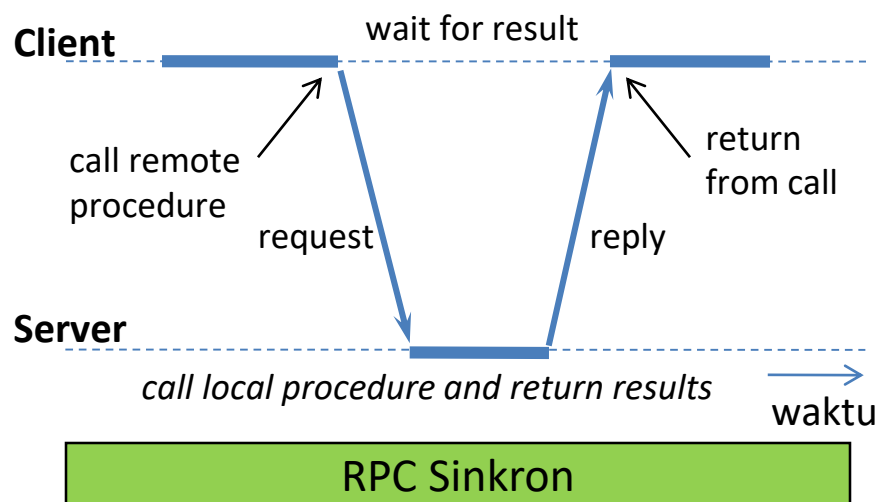 Client
wait for result
call remote
procedure
return
from call
request
reply
Server
call local procedure and return results
waktu
RPC Sinkron